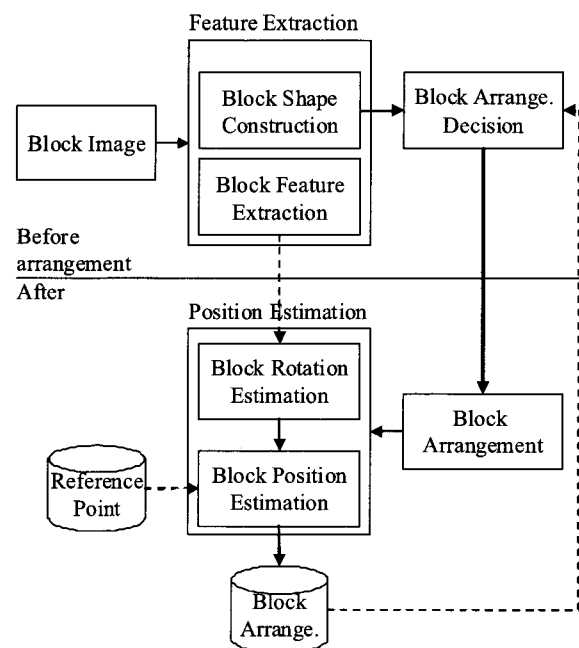 Feature Extraction
Block Shape
Construction
Block Arrange.
Decision
Block Image
Block Feature
Extraction
Before
arrangement
After
Position Estimation
Block Rotation
Estimation
Block
Arrangement
Reference
Point
Block Position
Estimation
Block
Arrange.